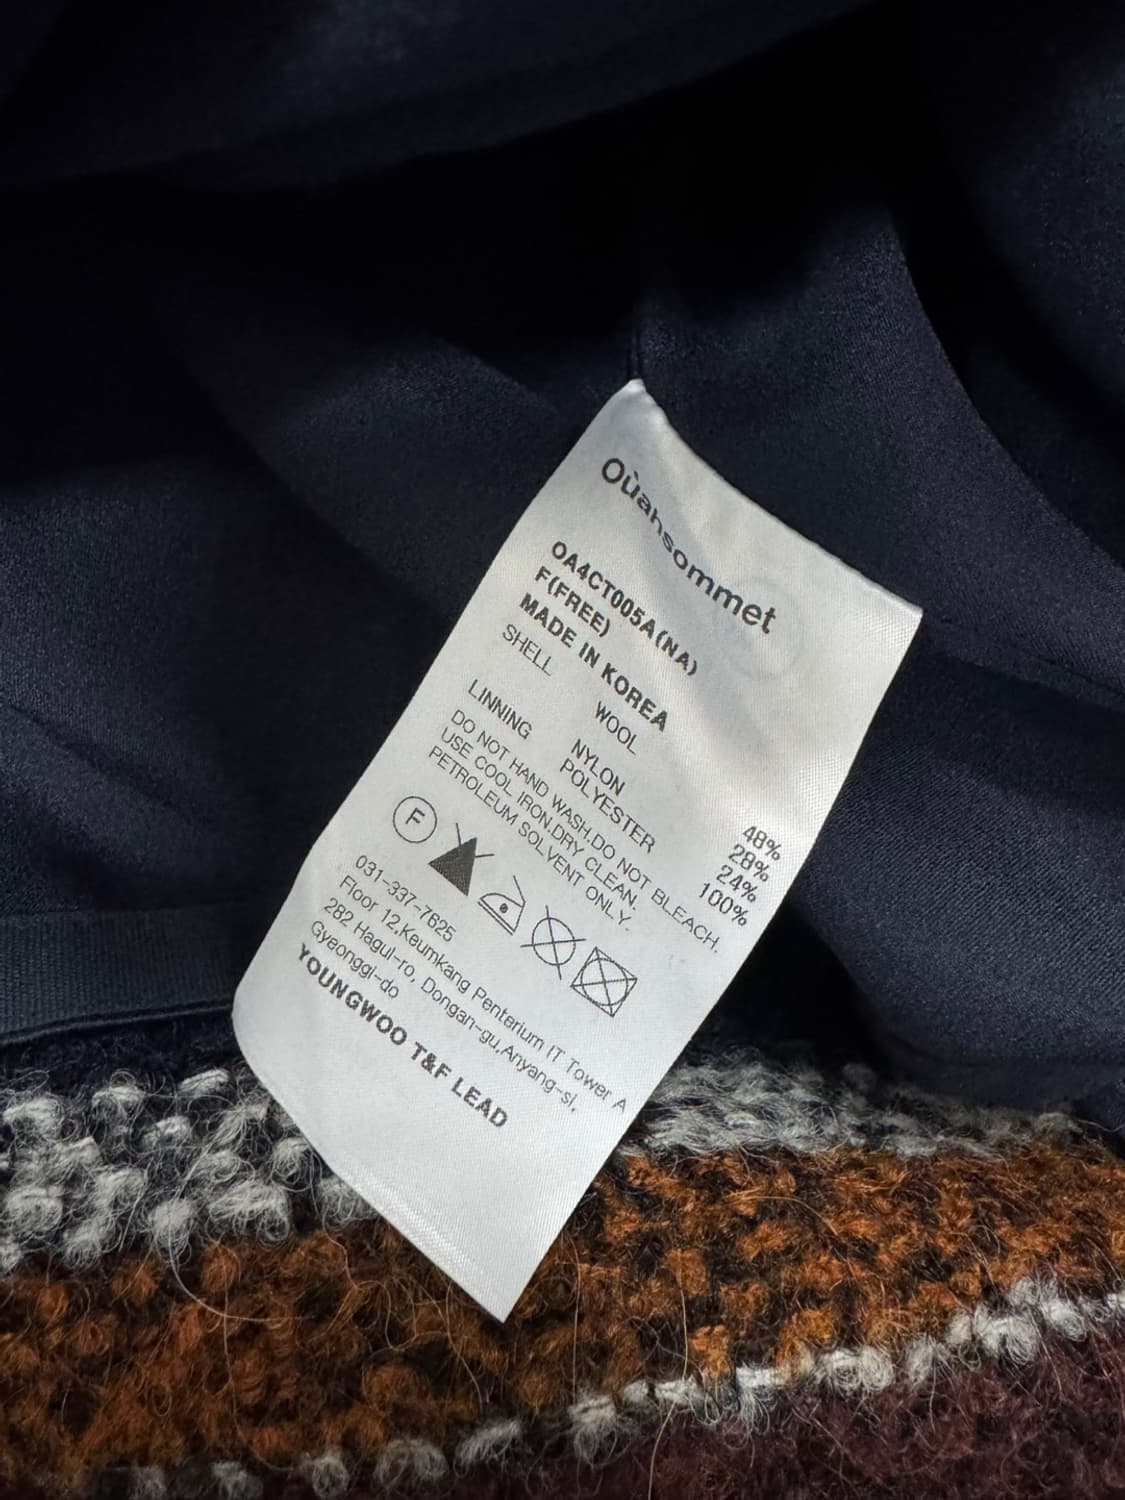 Oùahsommet
OA4CT005A(NA)
F(FREE)
MADE IN KOREA
SHELL WOOL 48%
NYLON 28%
POLYESTER 24%
LINNING 100%
DO NOT HAND WASH.DO NOT BLEACH.
USE COOL IRON.DRY CLEAN.
PETROLEUM SOLVENT ONLY.
F
031-337-7625
Floor 12,Keumkang Penterium IT Tower A
282 Hagui-ro, Dongan-gu,Anyang-si,
Gyeonggi-do
YOUNGWOO T&F LEAD